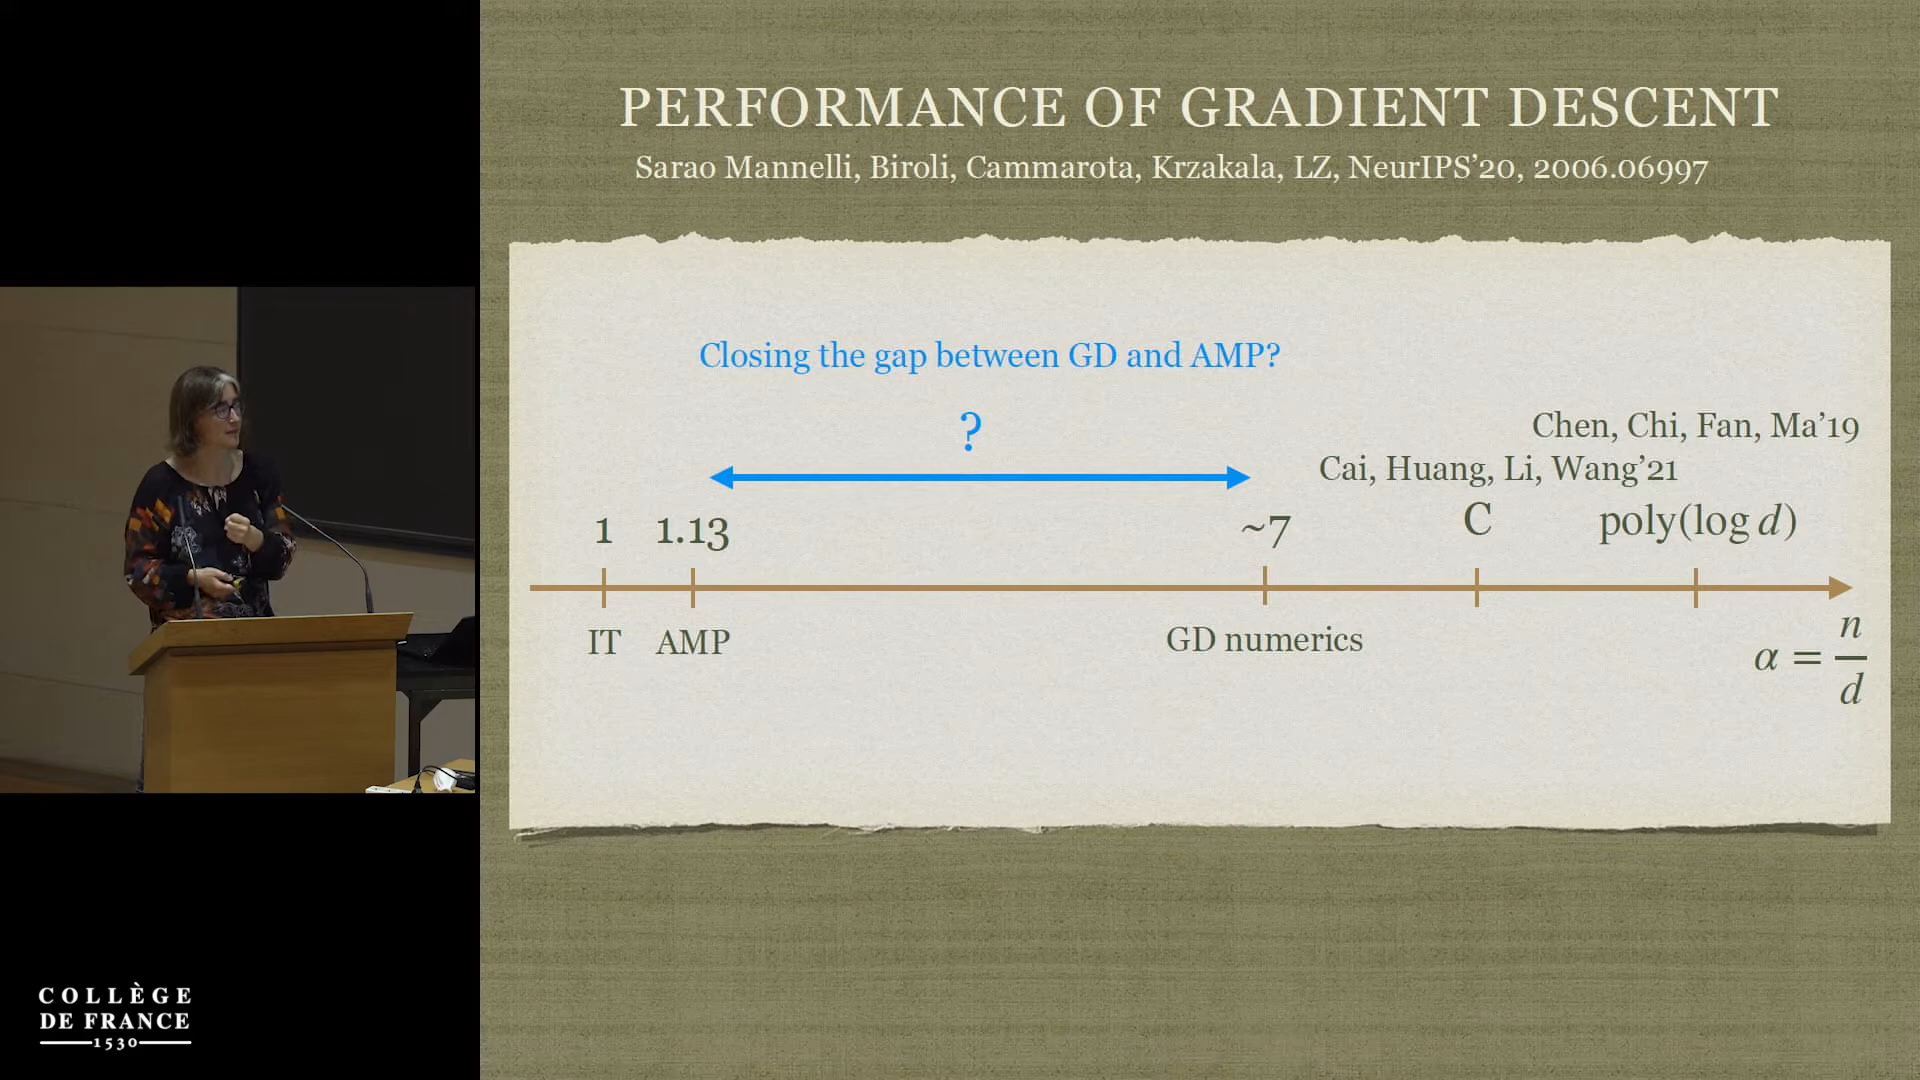 PERFORMANCE OF GRADIENT DESCENT
Sarao Mannelli, Biroli, Cammarota, Krzakala, LZ, NeurIPS'20, 2006.06997
Closing the gap between GD and AMP?
?
Chen, Chi, Fan, Ma'19
Cai, Huang, Li, Wang'21
1 1.13 ~7 C poly(log d)
IT AMP GD numerics
α = n/d
COLLÈGE
DE FRANCE
1530